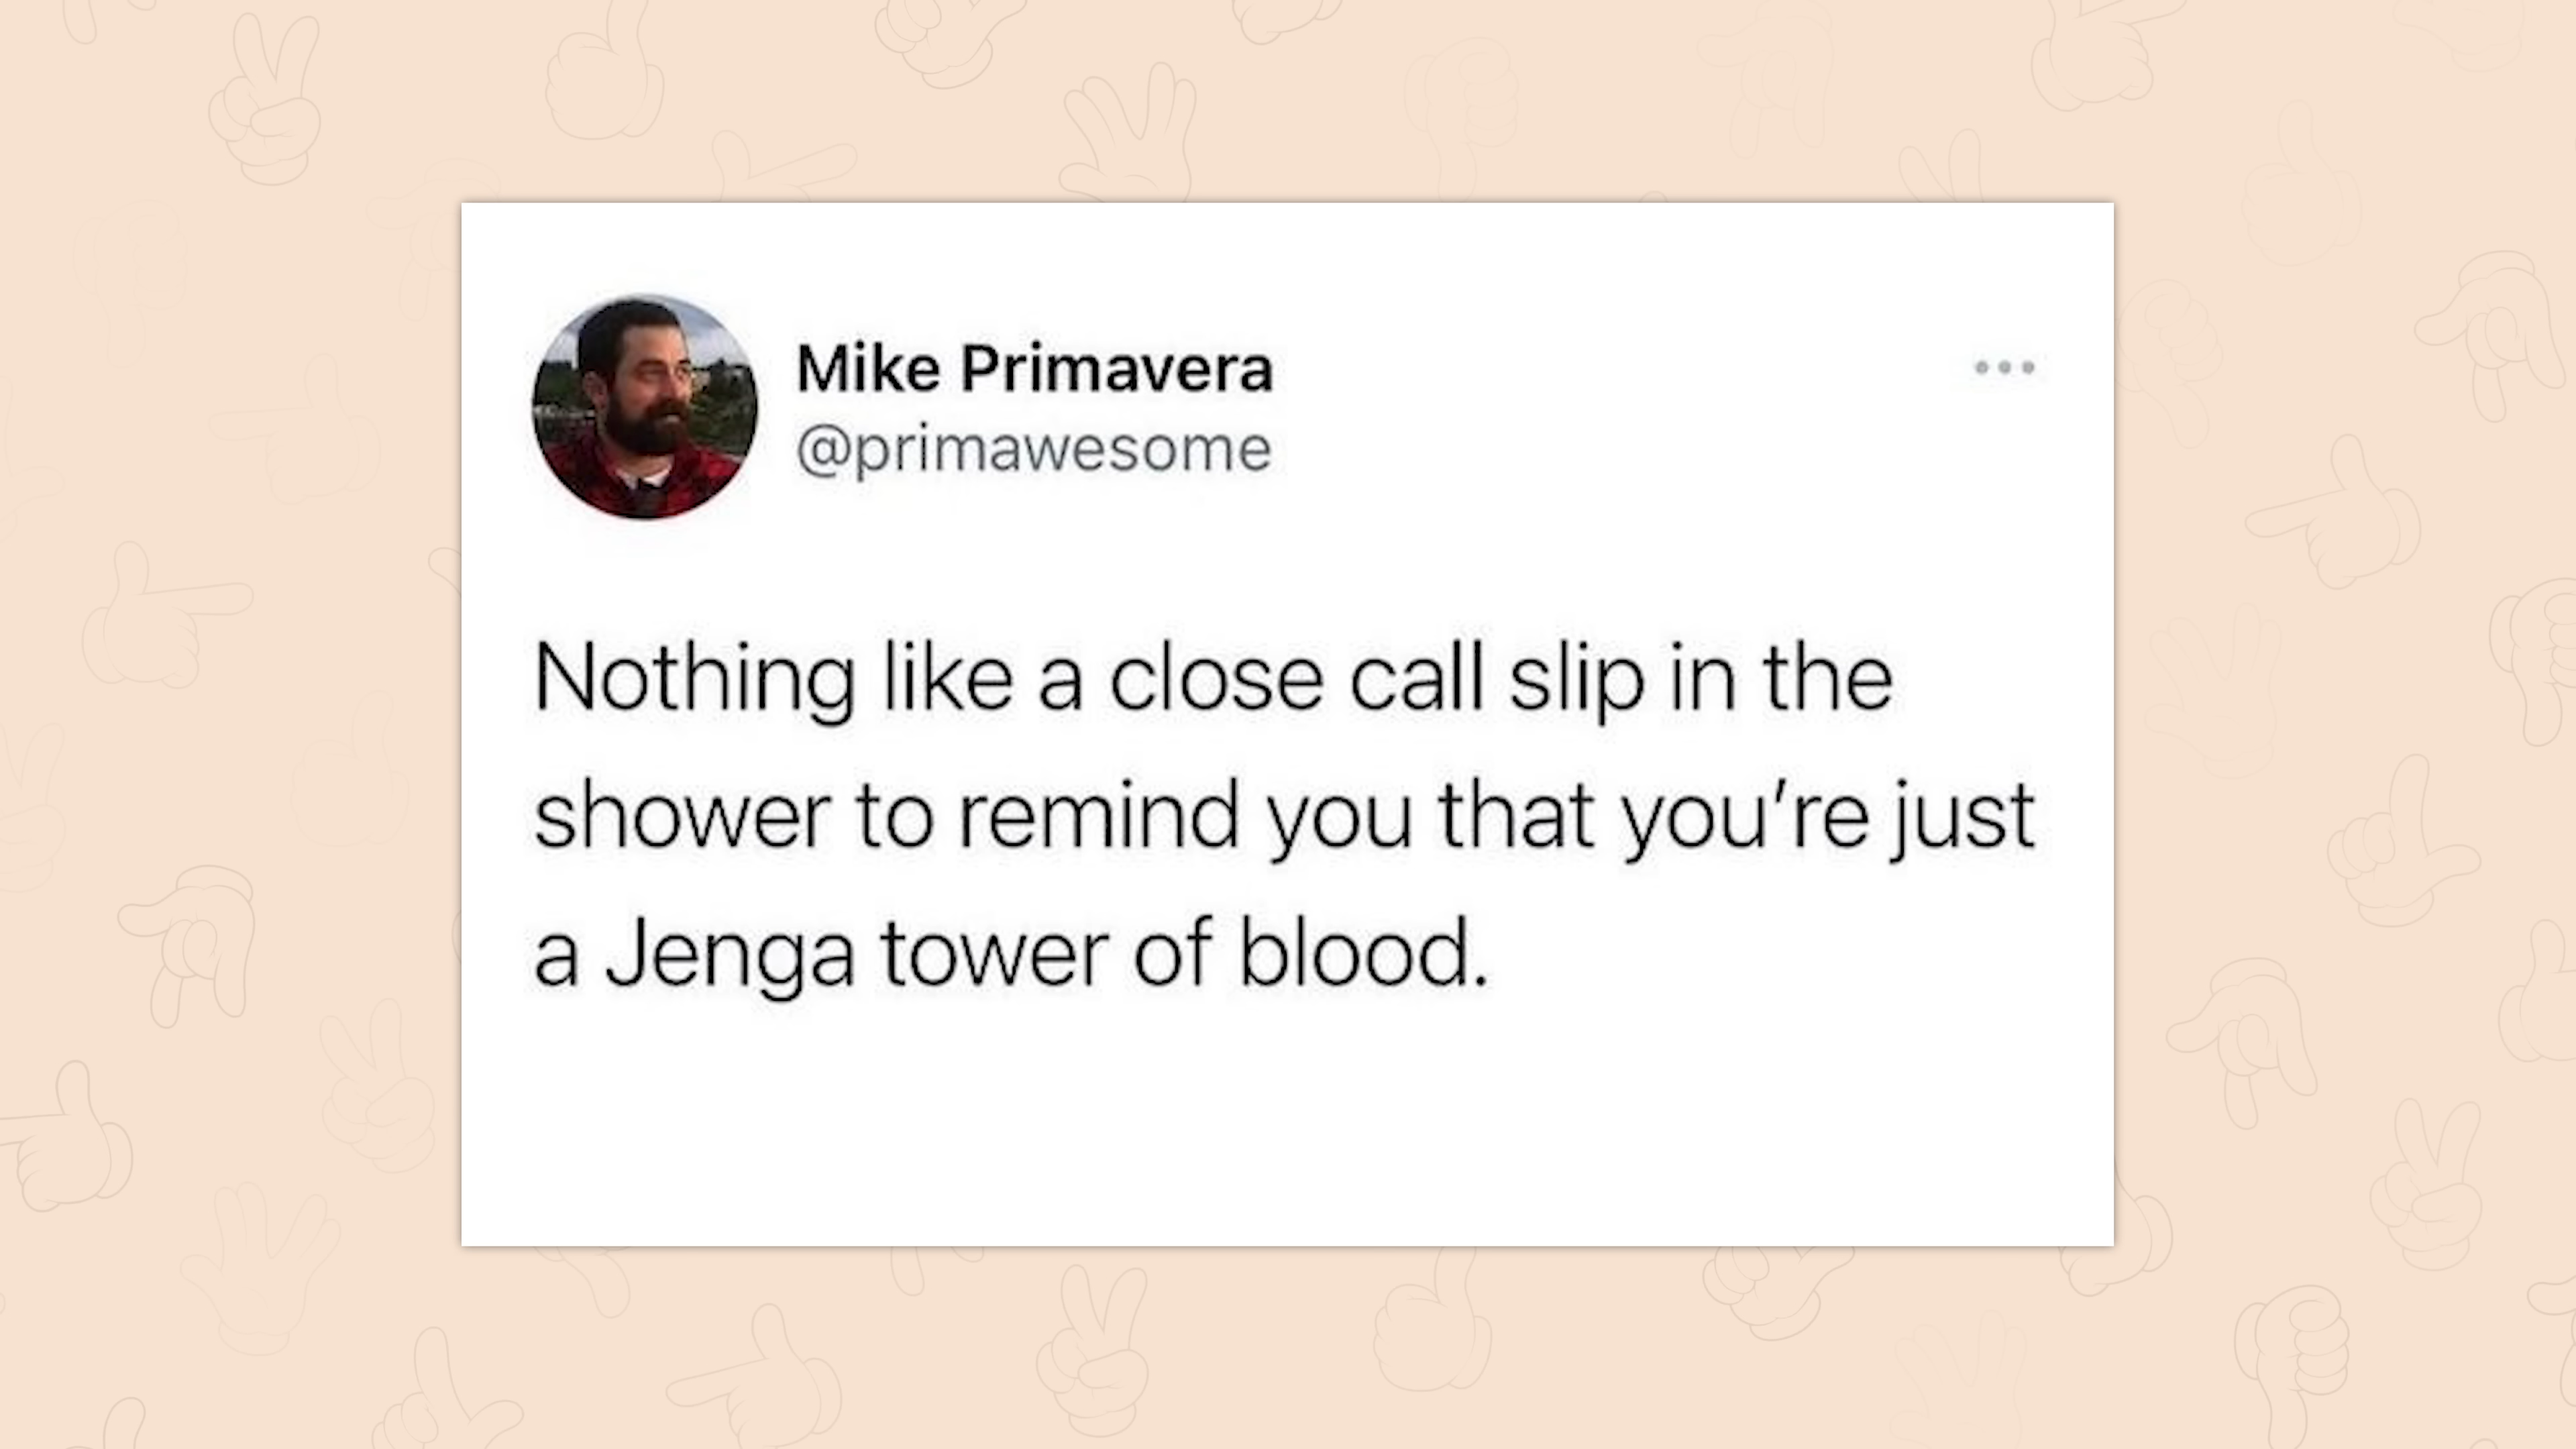 Mike Primavera
@primawesome
Nothing like a close call slip in the
shower to remind you that you’re just
a Jenga tower of blood.